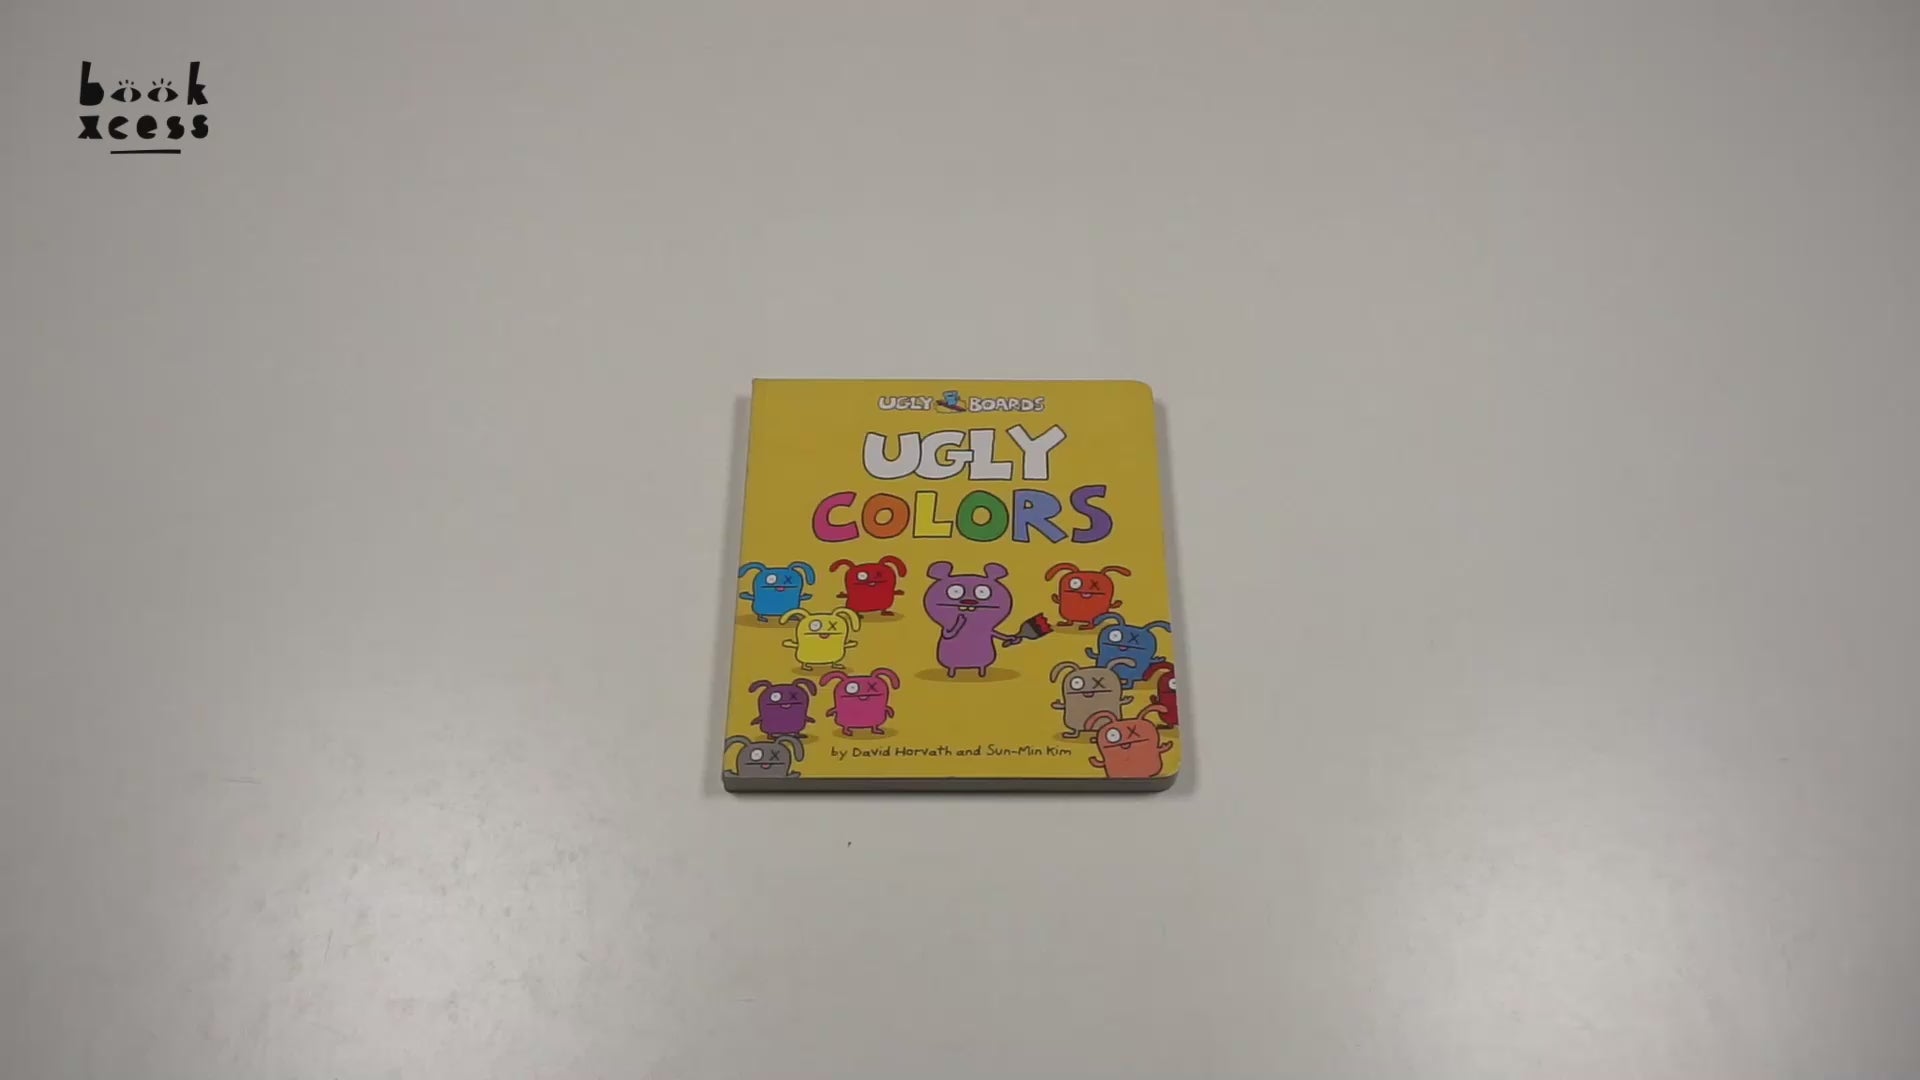 book
xcess
UGLY BOARDS
UGLY
COLORS
by David Horvath and Sun-Min Kim